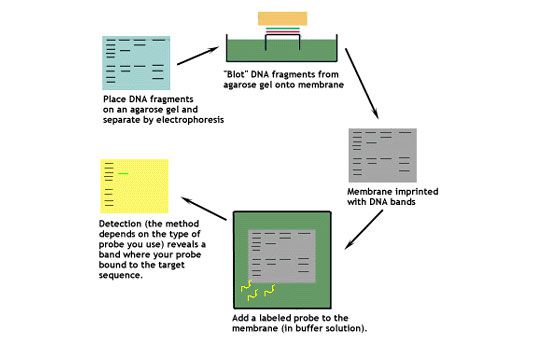 Place DNA fragments
on an agarose gel and
separate by electrophoresis
"Blot" DNA fragments from
agarose gel onto membrane
Membrane imprinted
with DNA bands
Add a labeled probe to the
membrane (in buffer solution).
Detection (the method
depends on the type of
probe you use) reveals a
band where your probe
bound to the target
sequence.